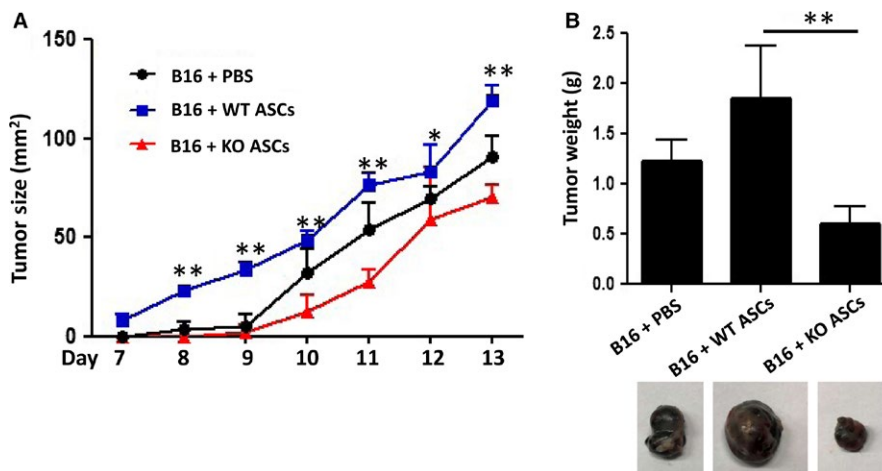 A
150
100
50
0
Tumor size (mm²)
B16 + PBS
B16 + WT ASCs
B16 + KO ASCs
**
**
**
**
*
**
Day 7 8 9 10 11 12 13
B
**
2.5
2.0
1.5
1.0
0.5
0.0
Tumor weight (g)
B16 + PBS
B16 + WT ASCs
B16 + KO ASCs